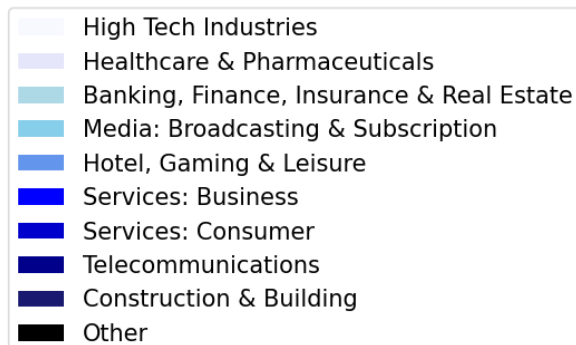 High Tech Industries
Healthcare & Pharmaceuticals
Banking, Finance, Insurance & Real Estate
Media: Broadcasting & Subscription
Hotel, Gaming & Leisure
Services: Business
Services: Consumer
Telecommunications
Construction & Building
Other